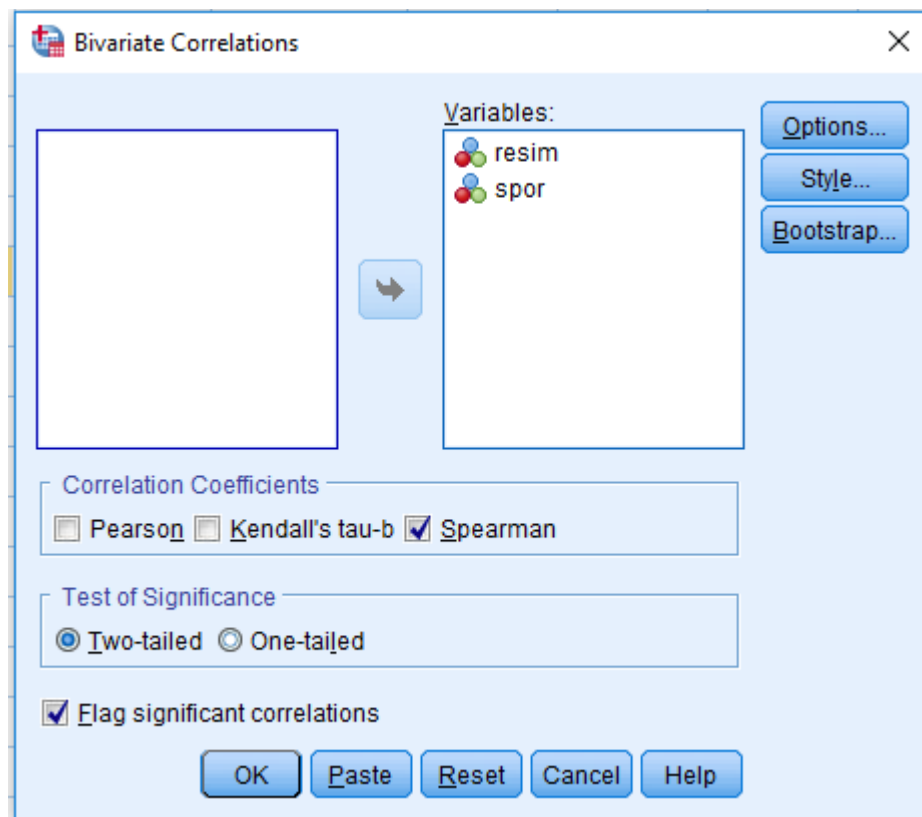 Bivariate Correlations
Variables:
resim
spor
Options...
Style...
Bootstrap...
Correlation Coefficients
Pearson Kendall's tau-b Spearman
Test of Significance
Two-tailed One-tailed
Flag significant correlations
OK Paste Reset Cancel Help